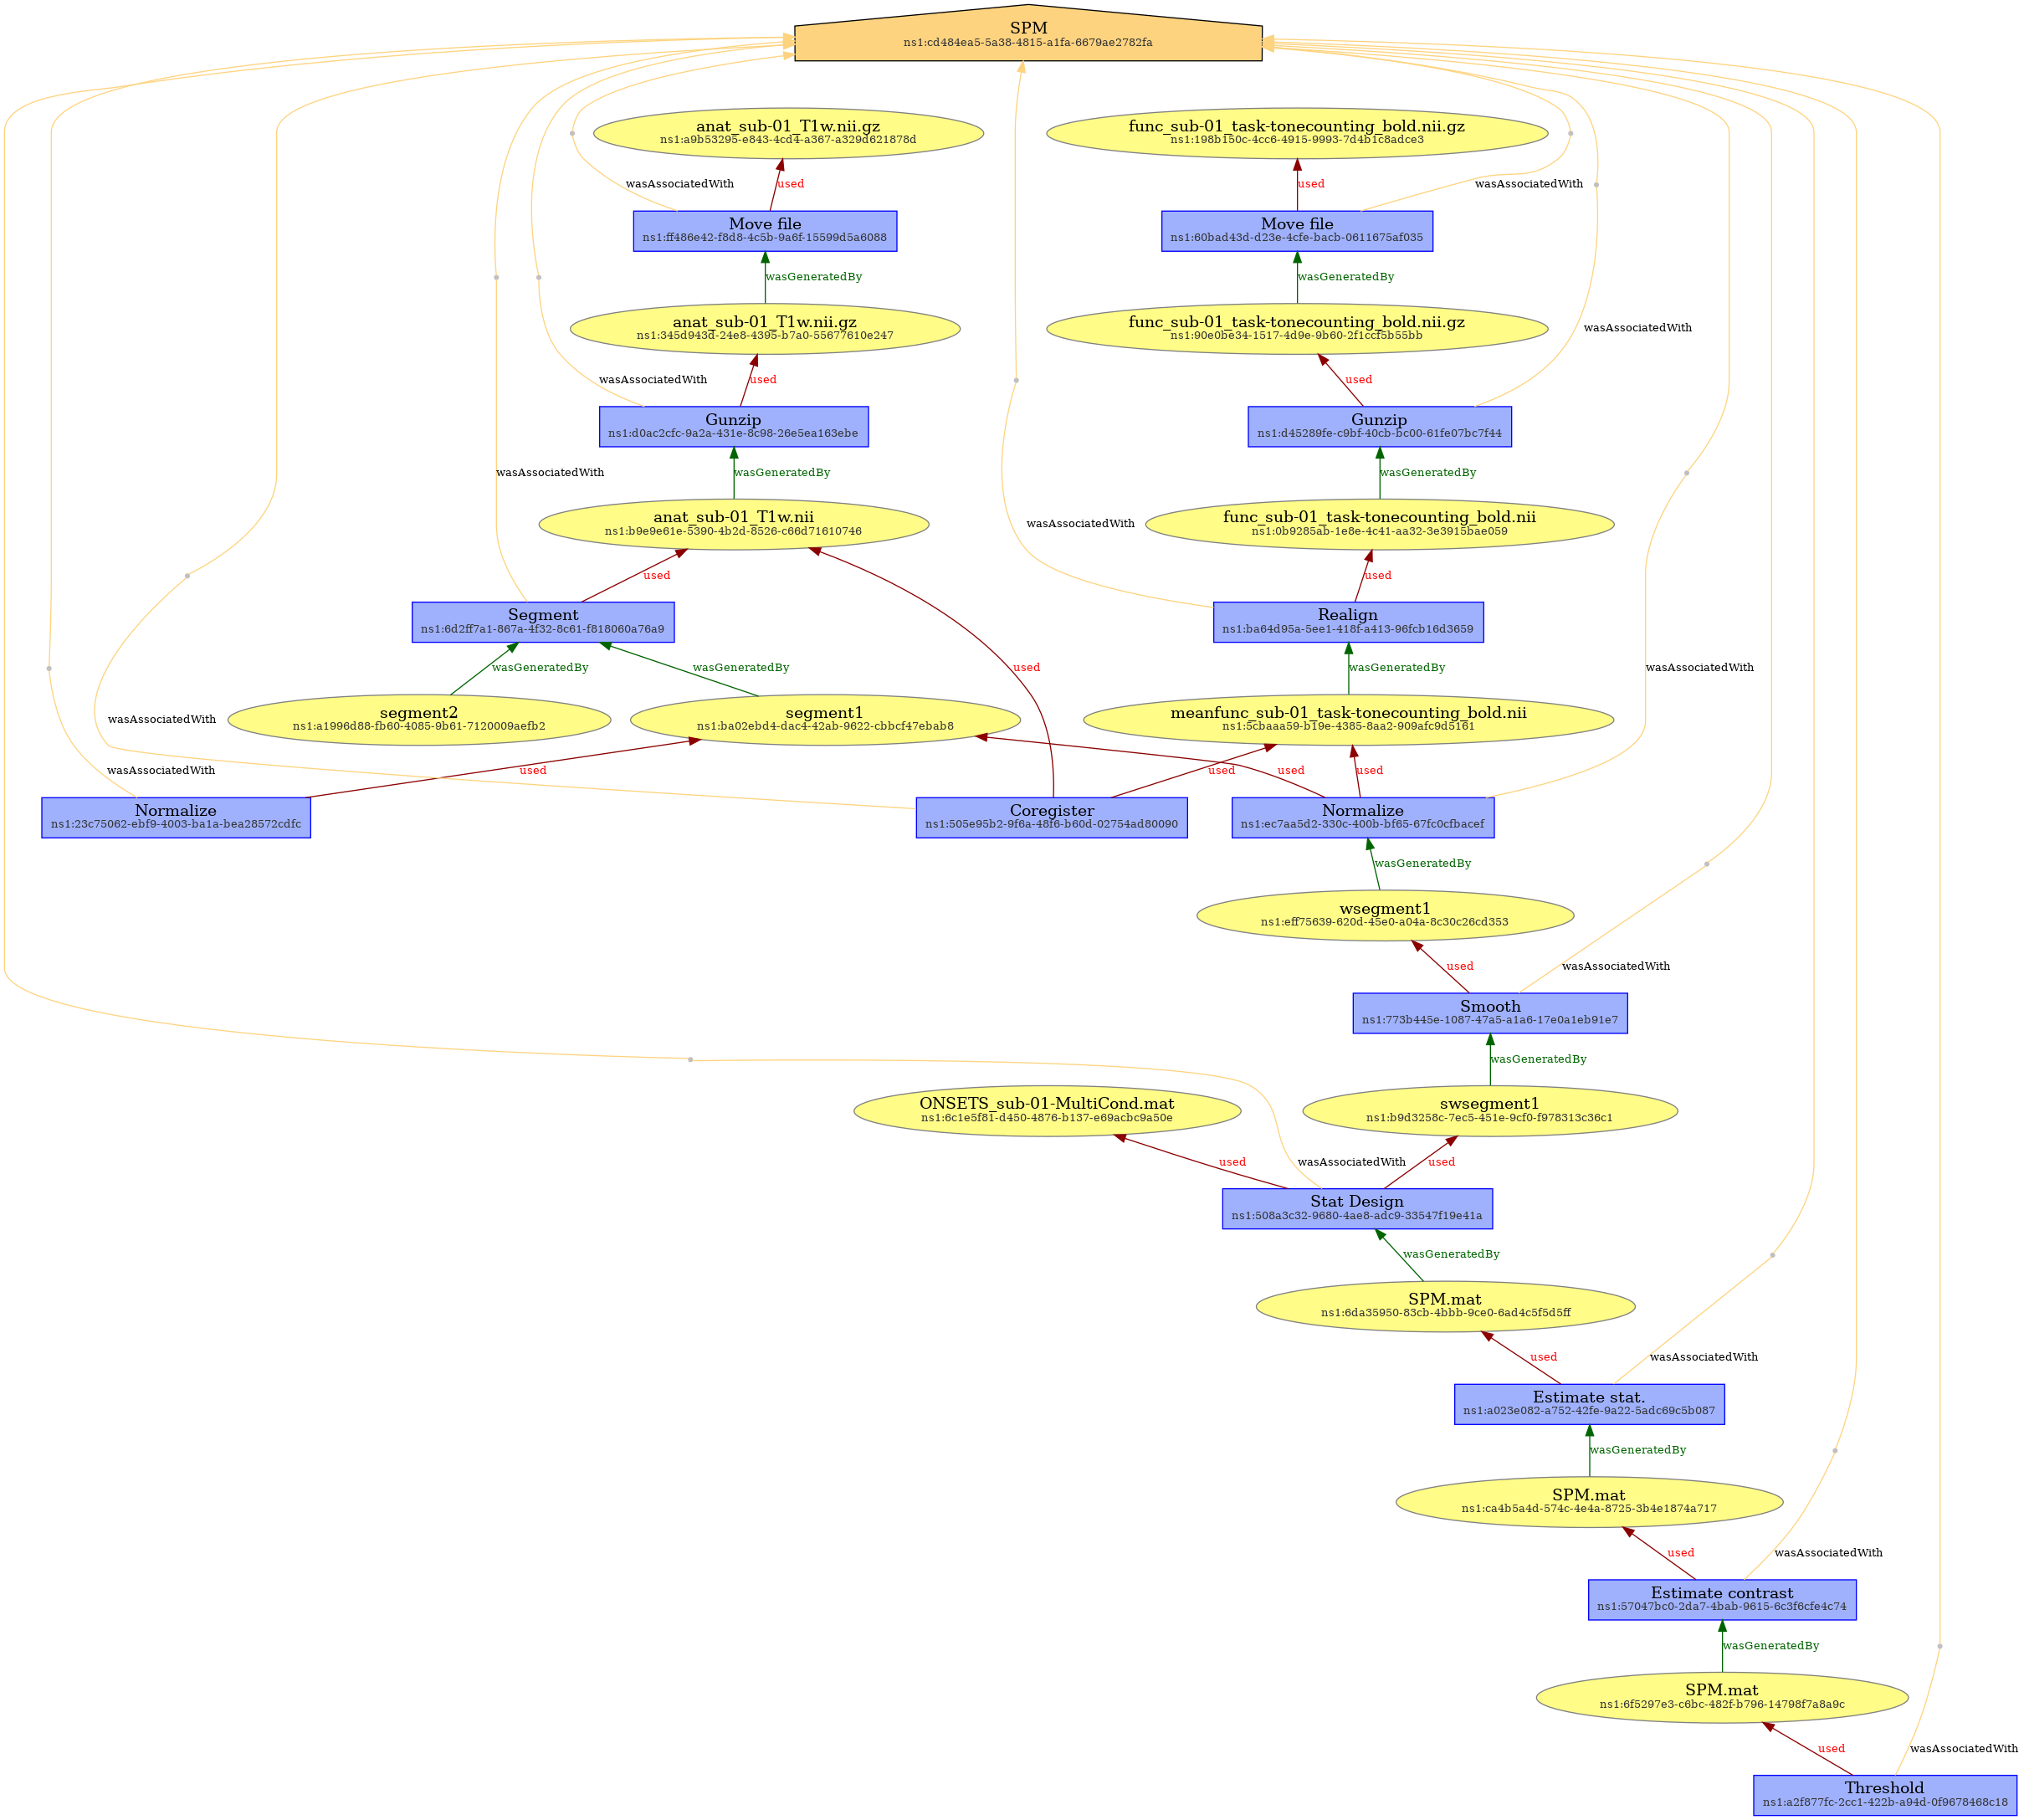 SPM
ns1:cd484ea5-5a38-4815-a1fa-6679ae2782fa
anat_sub-01_T1w.nii.gz
ns1:a9b53295-e843-4cd4-a367-a329d621878d
func_sub-01_task-tonecounting_bold.nii.gz
ns1:198b150c-4cc6-4915-9993-7d4b1c8adce3
wasAssociatedWith
used
used
wasAssociatedWith
Move file
ns1:ff486e42-f8d8-4c5b-9a6f-15599d5a6088
Move file
ns1:60bad43d-d23e-4cfe-bacb-0611675af035
wasGeneratedBy
wasGeneratedBy
anat_sub-01_T1w.nii.gz
ns1:345d943d-24e8-4395-b7a0-55677610e247
func_sub-01_task-tonecounting_bold.nii.gz
ns1:90e0be34-1517-4d9e-9b60-2f1ccf5b55bb
wasAssociatedWith
wasAssociatedWith
used
used
Gunzip
ns1:d0ac2cfc-9a2a-431e-8c98-26e5ea163ebe
Gunzip
ns1:d45289fe-c9bf-40cb-bc00-61fe07bc7f44
wasAssociatedWith
wasGeneratedBy
wasGeneratedBy
anat_sub-01_T1w.nii
ns1:b9e9e61e-5390-4b2d-8526-c66d71610746
wasAssociatedWith
func_sub-01_task-tonecounting_bold.nii
ns1:0b9285ab-1e8e-4c41-aa32-3e3915bae059
used
used
Segment
ns1:6d2ff7a1-867a-4f32-8c61-f818060a76a9
Realign
ns1:ba64d95a-5ee1-418f-a413-96fcb16d3659
wasGeneratedBy
wasGeneratedBy
used
wasGeneratedBy
wasAssociatedWith
wasAssociatedWith
segment2
ns1:a1996d88-fb60-4085-9b61-7120009aefb2
segment1
ns1:ba02ebd4-dac4-42ab-9622-cbbcf47ebab8
meanfunc_sub-01_task-tonecounting_bold.nii
ns1:5cbaaa59-b19e-4385-8aa2-909afc9d5161
wasAssociatedWith
used
used
used
used
Normalize
ns1:23c75062-ebf9-4003-ba1a-bea28572cdfc
Coregister
ns1:505e95b2-9f6a-48f6-b60d-02754ad80090
Normalize
ns1:ec7aa5d2-330c-400b-bf65-67fc0cfbacef
wasGeneratedBy
wsegment1
ns1:eff75639-620d-45e0-a04a-8c30c26cd353
used
wasAssociatedWith
Smooth
ns1:773b445e-1087-47a5-a1a6-17e0a1eb91e7
wasGeneratedBy
ONSETS_sub-01-MultiCond.mat
ns1:6c1e5f81-d450-4876-b137-e69acbc9a50e
swsegment1
ns1:b9d3258c-7ec5-451e-9cf0-f978313c36c1
used
wasAssociatedWith
used
Stat Design
ns1:508a3c32-9680-4ae8-adc9-33547f19e41a
wasGeneratedBy
SPM.mat
ns1:6da35950-83cb-4bbb-9ce0-6ad4c5f5d5ff
used
wasAssociatedWith
Estimate stat.
ns1:a023e082-a752-42fe-9a22-5adc69c5b087
wasGeneratedBy
SPM.mat
ns1:ca4b5a4d-574c-4e4a-8725-3b4e1874a717
used
wasAssociatedWith
Estimate contrast
ns1:57047bc0-2da7-4bab-9615-6c3f6cfe4c74
wasGeneratedBy
SPM.mat
ns1:6f5297e3-c6bc-482f-b796-14798f7a8a9c
used
wasAssociatedWith
Threshold
ns1:a2f877fc-2cc1-422b-a94d-0f9678468c18